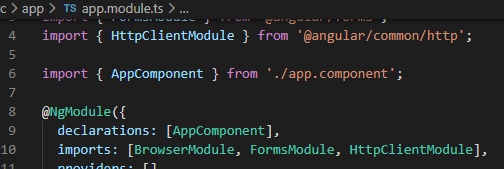 c > app > TS app.module.ts > ...
3 import { FormsModule } from '@angular/forms';
4 import { HttpClientModule } from '@angular/common/http';
5
6 import { AppComponent } from './app.component';
7
8 @NgModule({
9 declarations: [AppComponent],
10 imports: [BrowserModule, FormsModule, HttpClientModule],
11 providers: []